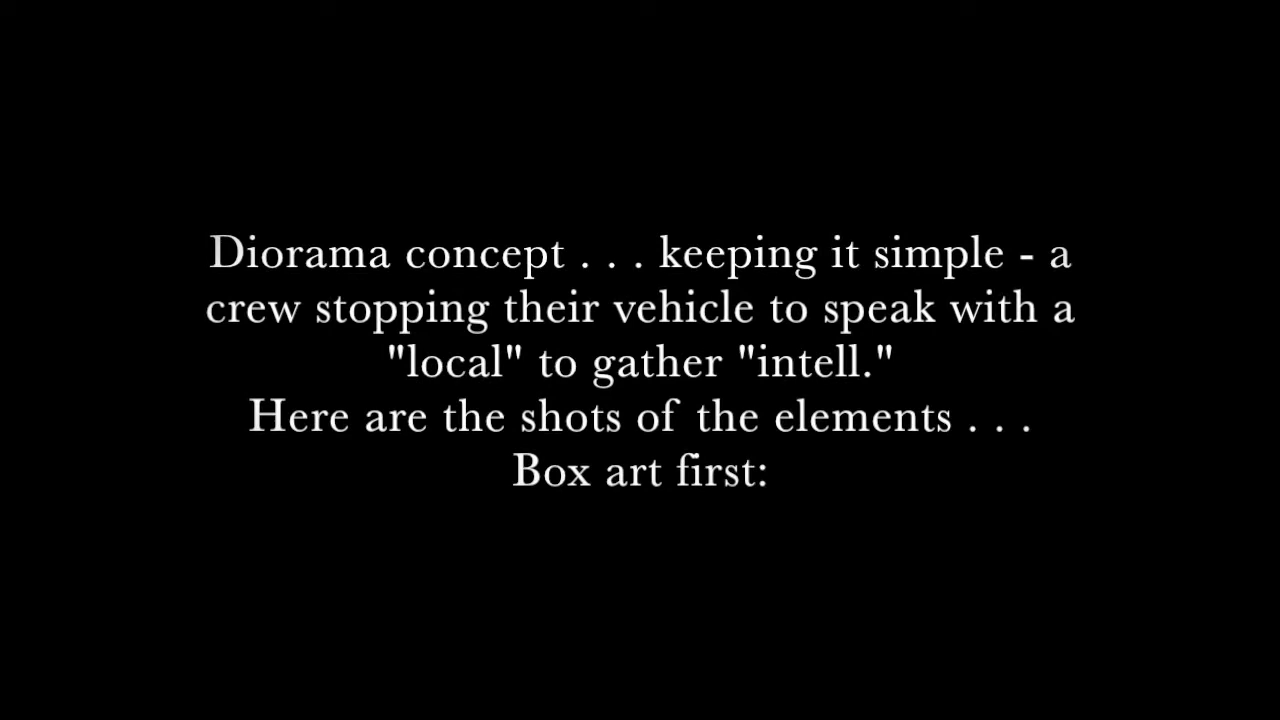 Diorama concept . . . keeping it simple - a
crew stopping their vehicle to speak with a
"local" to gather "intell."
Here are the shots of the elements . . .
Box art first: